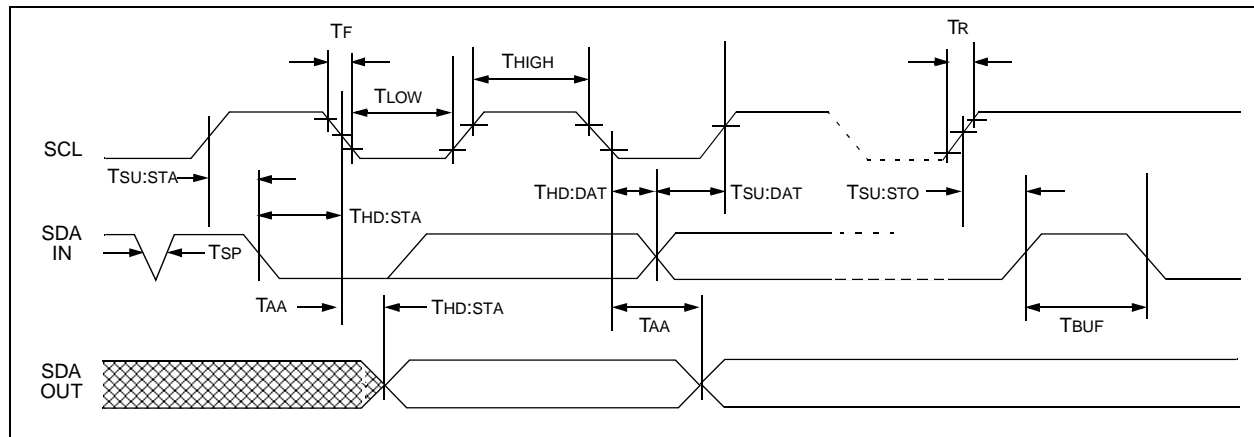 TF
TR
THIGH
TLOW
SCL
TSU:STA
THD:DAT
TSU:DAT
TSU:STO
THD:STA
SDA
IN
TSP
TAA
THD:STA
TAA
TBUF
SDA
OUT